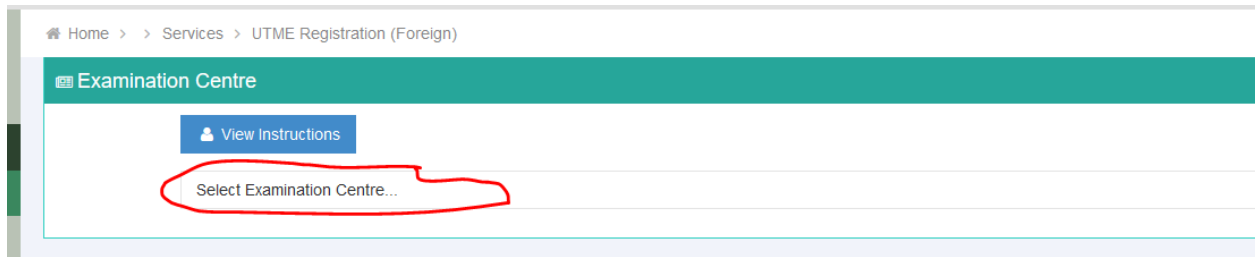 Home > > Services > UTME Registration (Foreign)
Examination Centre
View Instructions
Select Examination Centre...